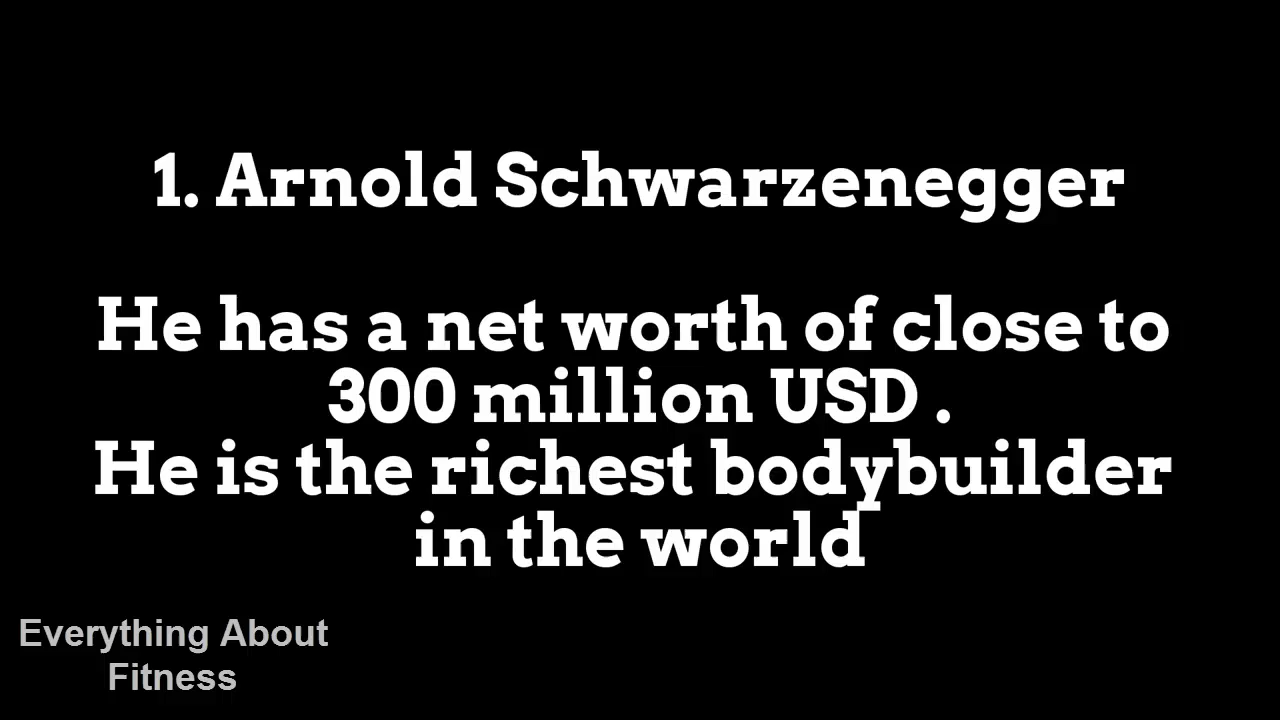 1. Arnold Schwarzenegger
He has a net worth of close to
300 million USD .
He is the richest bodybuilder
in the world
Everything About
Fitness